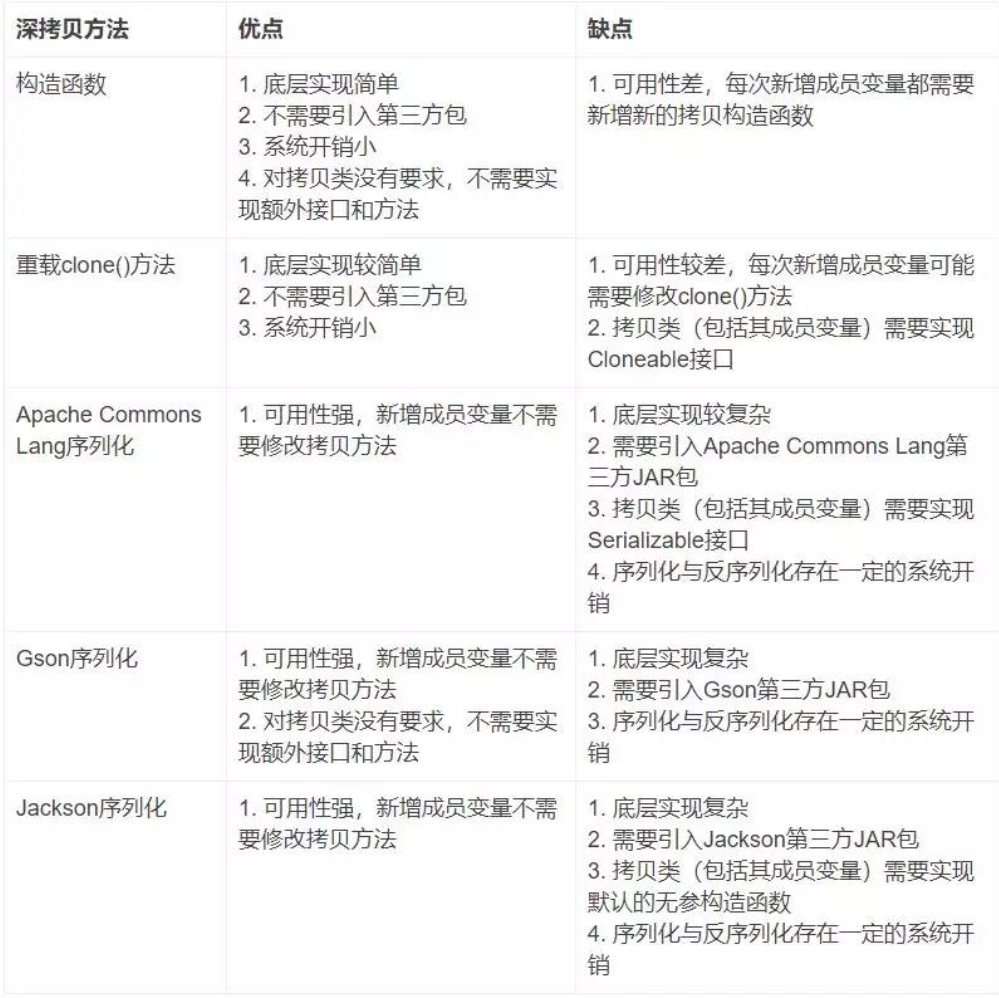 深拷贝方法 优点 缺点
构造函数
1. 底层实现简单
2. 不需要引入第三方包
3. 系统开销小
4. 对拷贝类没有要求，不需要实
现额外接口和方法
1. 可用性差，每次新增成员变量都需要
新增新的拷贝构造函数
重载clone()方法
1. 底层实现较简单
2. 不需要引入第三方包
3. 系统开销小
1. 可用性较差，每次新增成员变量可能
需要修改clone()方法
2. 拷贝类（包括其成员变量）需要实现
Cloneable接口
Apache Commons
Lang序列化
1. 可用性强，新增成员变量不需
要修改拷贝方法
1. 底层实现较复杂
2. 需要引入Apache Commons Lang第
三方JAR包
3. 拷贝类（包括其成员变量）需要实现
Serializable接口
4. 序列化与反序列化存在一定的系统开
销
Gson序列化
1. 可用性强，新增成员变量不需
要修改拷贝方法
2. 对拷贝类没有要求，不需要实
现额外接口和方法
1. 底层实现复杂
2. 需要引入Gson第三方JAR包
3. 序列化与反序列化存在一定的系统开
销
Jackson序列化
1. 可用性强，新增成员变量不需
要修改拷贝方法
1. 底层实现复杂
2. 需要引入Jackson第三方JAR包
3. 拷贝类（包括其成员变量）需要实现
默认的无参构造函数
4. 序列化与反序列化存在一定的系统开
销